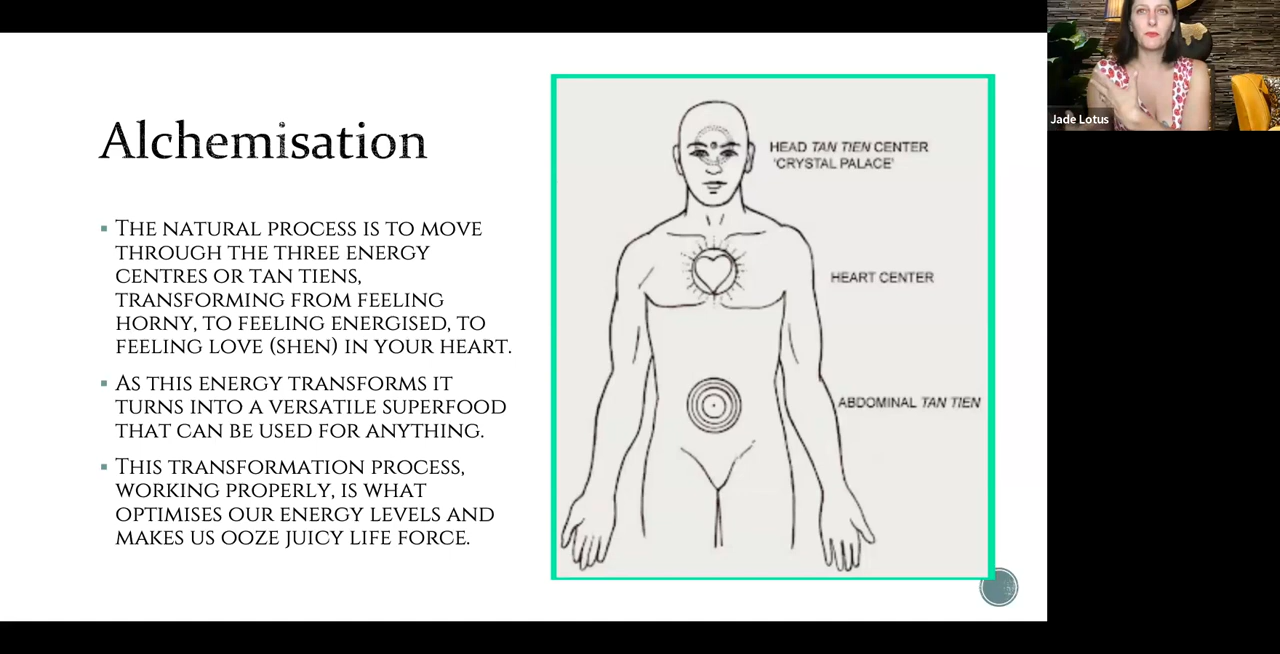 Alchemisation
The natural process is to move
through the three energy
centres or tan tiens,
transforming from feeling
horny, to feeling energised, to
feeling love (shen) in your heart.
As this energy transforms it
turns into a versatile superfood
that can be used for anything.
This transformation process,
working properly, is what
optimises our energy levels and
makes us ooze juicy life force.
HEAD TAN TIEN CENTER
'CRYSTAL PALACE'
HEART CENTER
ABDOMINAL TAN TIEN
Jade Lotus